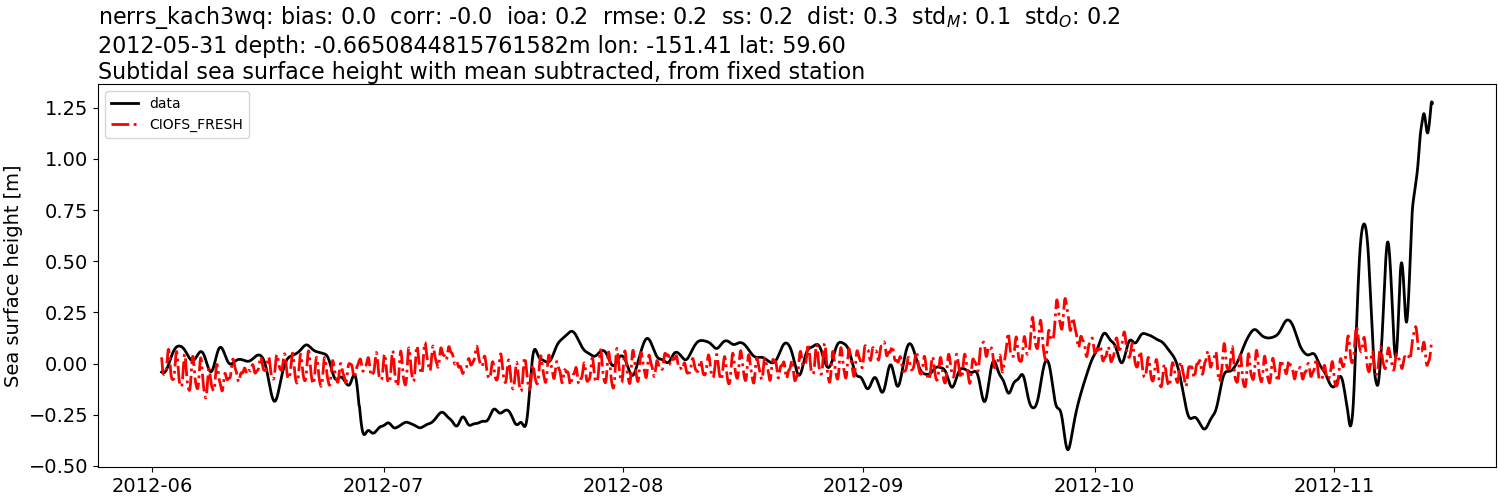 nerrs_kach3wq: bias: 0.0 corr: -0.0 ioa: 0.2 rmse: 0.2 ss: 0.2 dist: 0.3 std_M: 0.1 std_O: 0.2
2012-05-31 depth: -0.6650844815761582m lon: -151.41 lat: 59.60
Subtidal sea surface height with mean subtracted, from fixed station
data
CIOFS_FRESH
Sea surface height [m]
1.25
1.00
0.75
0.50
0.25
0.00
−0.25
−0.50
2012-06 2012-07 2012-08 2012-09 2012-10 2012-11